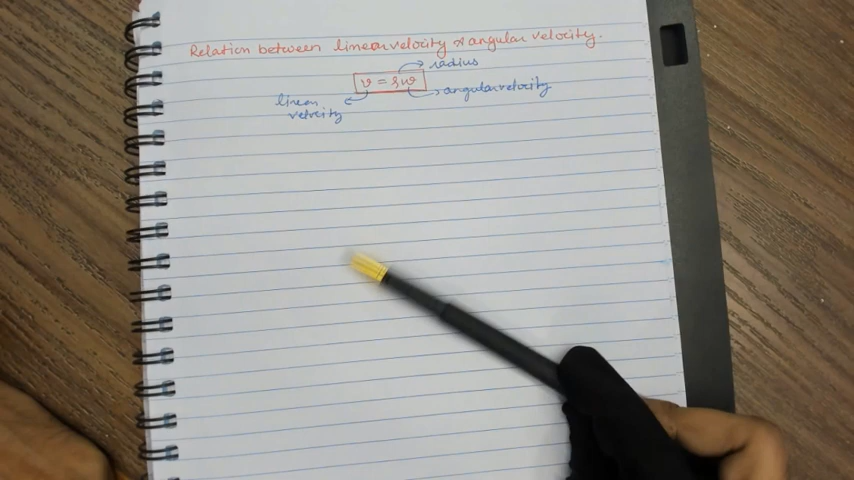 Relation between linear velocity & angular velocity.
radius
v = rω
angular velocity
linear
velocity